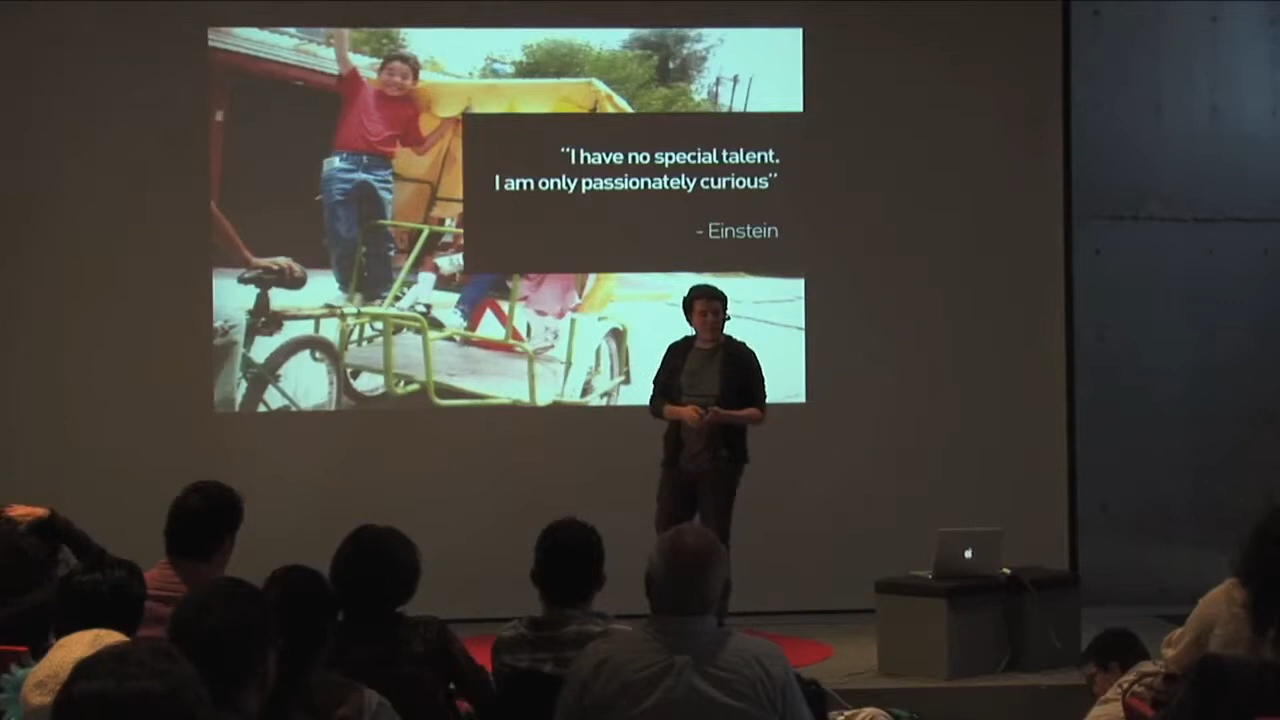 “I have no special talent.
I am only passionately curious”
- Einstein